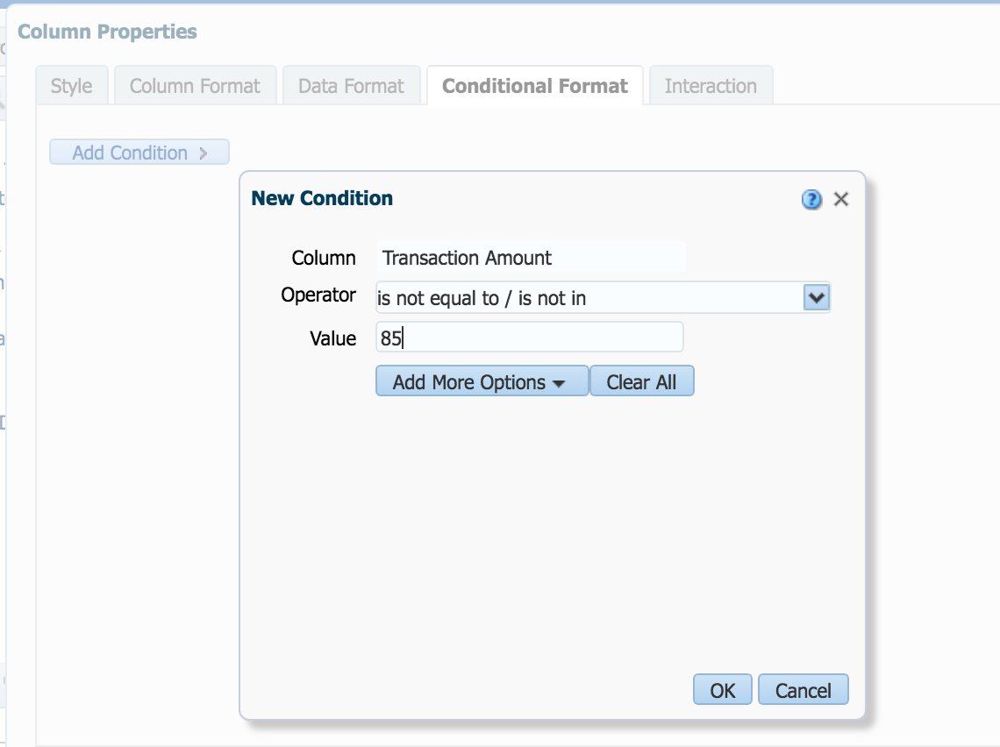 Column Properties
Style
Column Format
Data Format
Conditional Format
Interaction
Add Condition
New Condition
Column
Transaction Amount
Operator
is not equal to / is not in
Value
85
Add More Options
Clear All
OK
Cancel